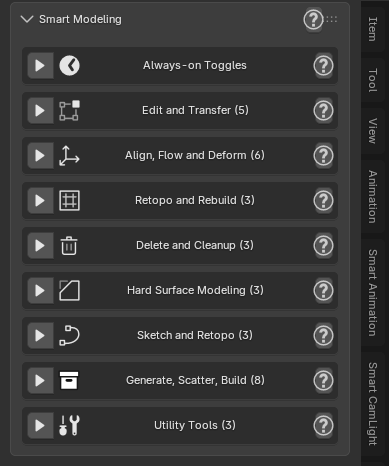 Smart Modeling
Always-on Toggles
Edit and Transfer (5)
Align, Flow and Deform (6)
Retopo and Rebuild (3)
Delete and Cleanup (3)
Hard Surface Modeling (3)
Sketch and Retopo (3)
Generate, Scatter, Build (8)
Utility Tools (3)
Item
Tool
View
Animation
Smart Animation
Smart CamLight